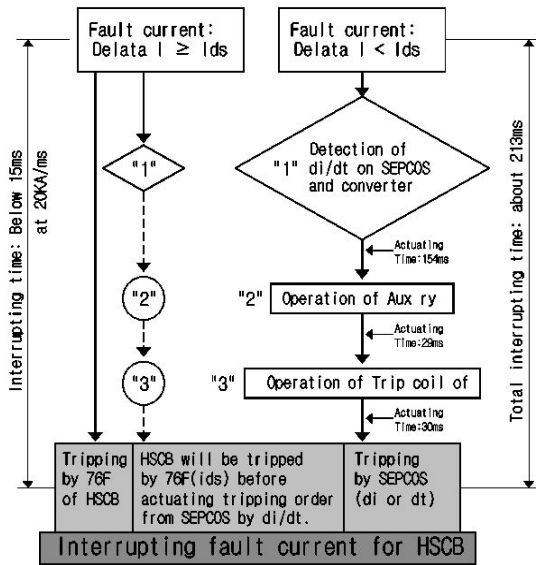 Fault current:
Delata I ≥ Ids
Fault current:
Delata I < Ids
Interrupting time: Below 15ms
at 20KA/ms
"1"
"1"
Detection of
di/dt on SEPCOS
and converter
Total interrupting time: about 213ms
Actuating
Time:154ms
"2"
"2"
Operation of Aux ry
Actuating
Time:29ms
"3"
"3"
Operation of Trip coil of
Actuating
Time:30ms
Tripping
by 76F
of HSCB
HSCB will be tripped
by 76F(ids) before
actuating tripping order
from SEPCOS by di/dt.
Tripping
by SEPCOS
(di or dt)
Interrupting fault current for HSCB